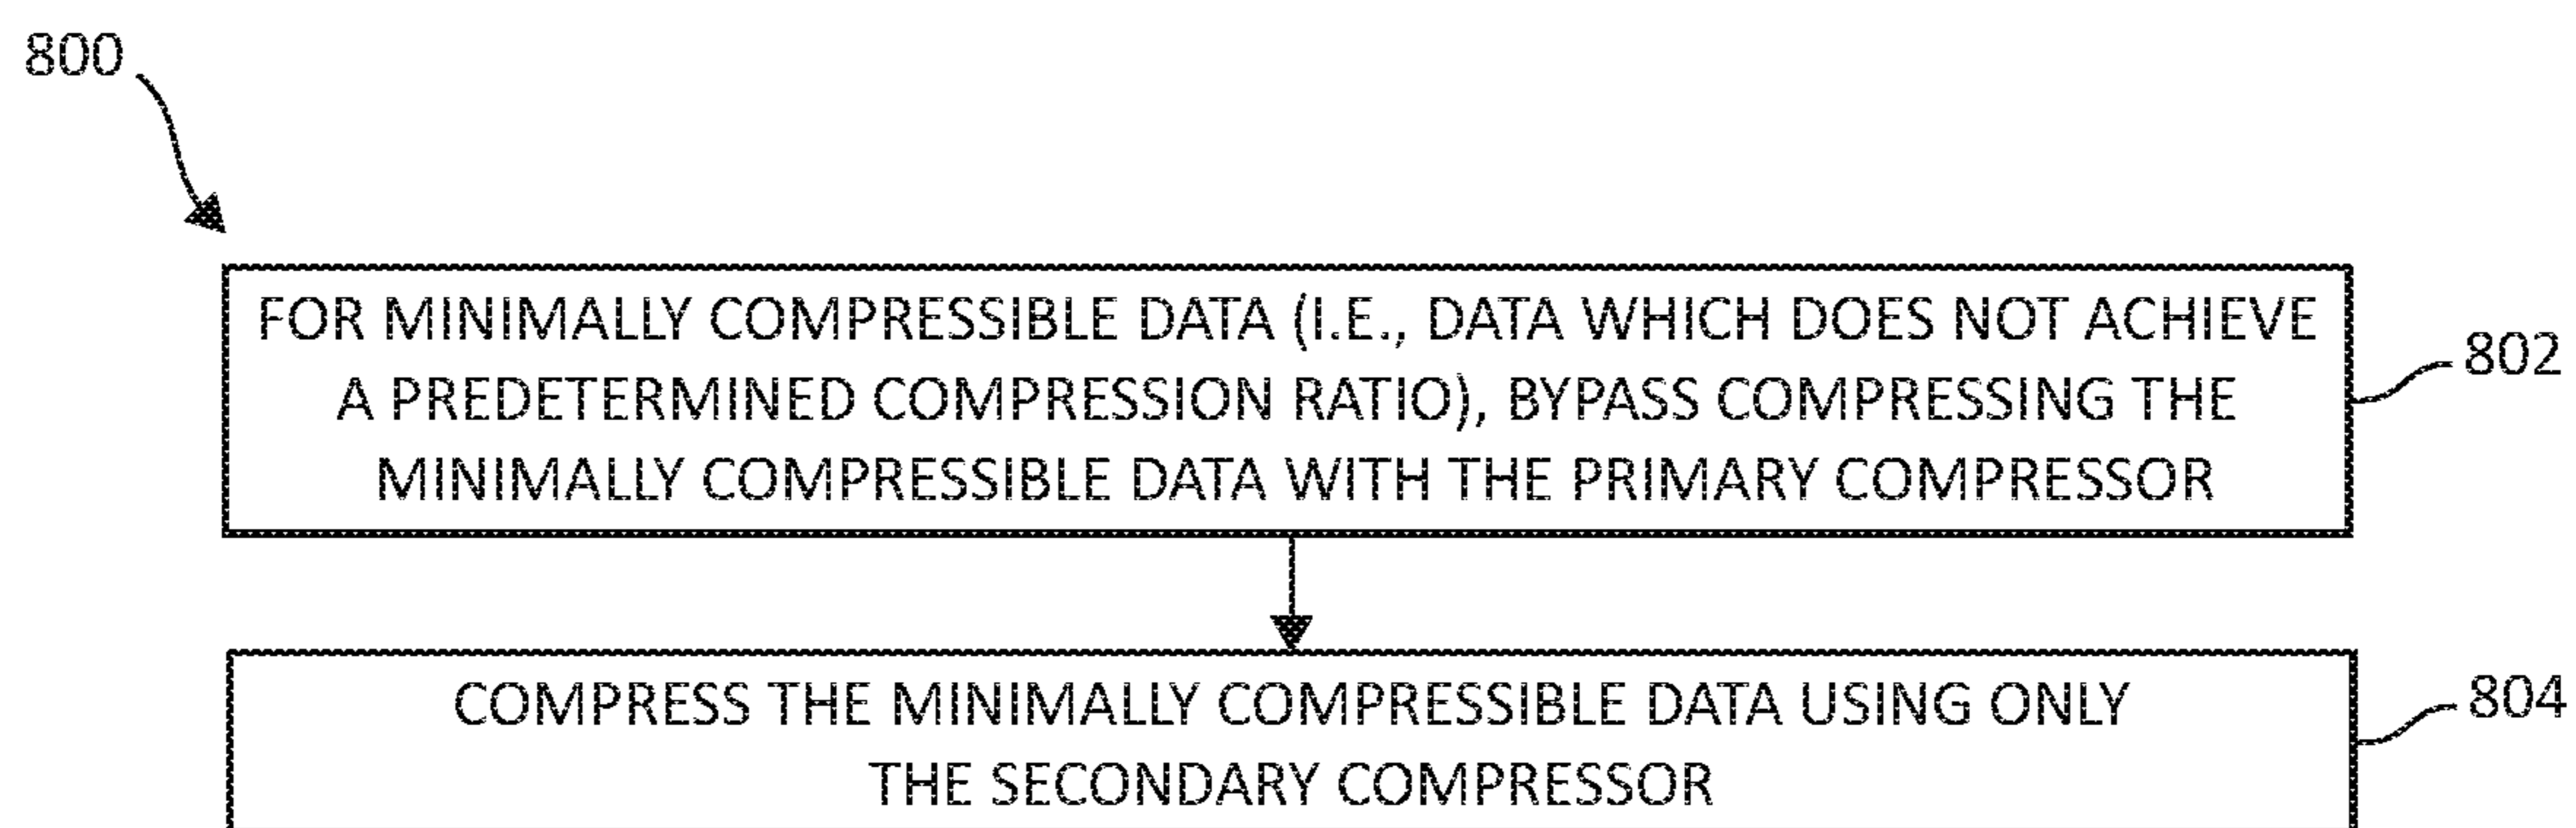 800
FOR MINIMALLY COMPRESSIBLE DATA (I.E., DATA WHICH DOES NOT ACHIEVE
A PREDETERMINED COMPRESSION RATIO), BYPASS COMPRESSING THE
MINIMALLY COMPRESSIBLE DATA WITH THE PRIMARY COMPRESSOR
802
COMPRESS THE MINIMALLY COMPRESSIBLE DATA USING ONLY
THE SECONDARY COMPRESSOR
804